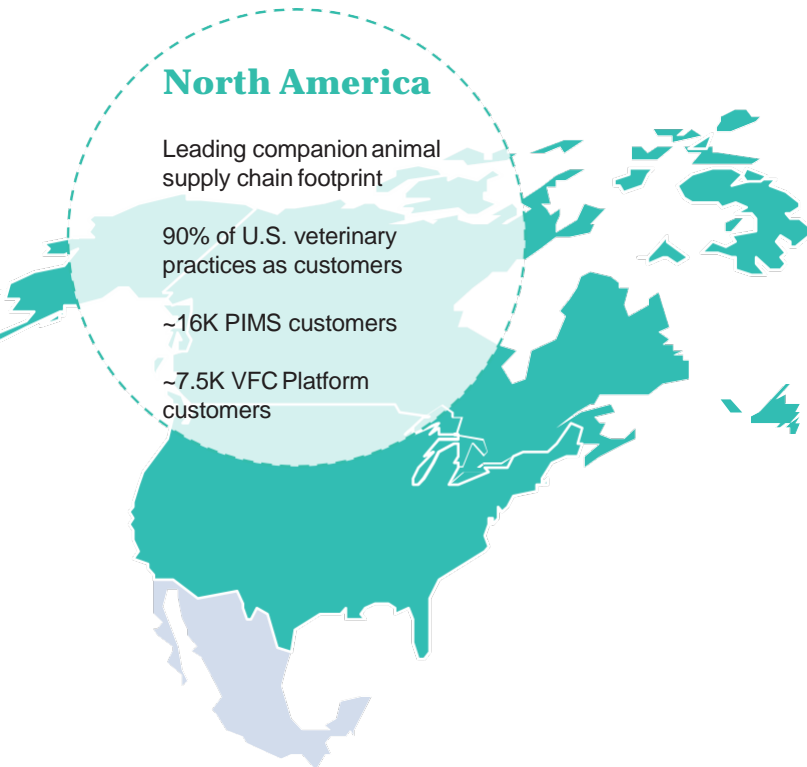 North America
Leading companion animal
supply chain footprint
90% of U.S. veterinary
practices as customers
~16K PIMS customers
~7.5K VFC Platform
customers